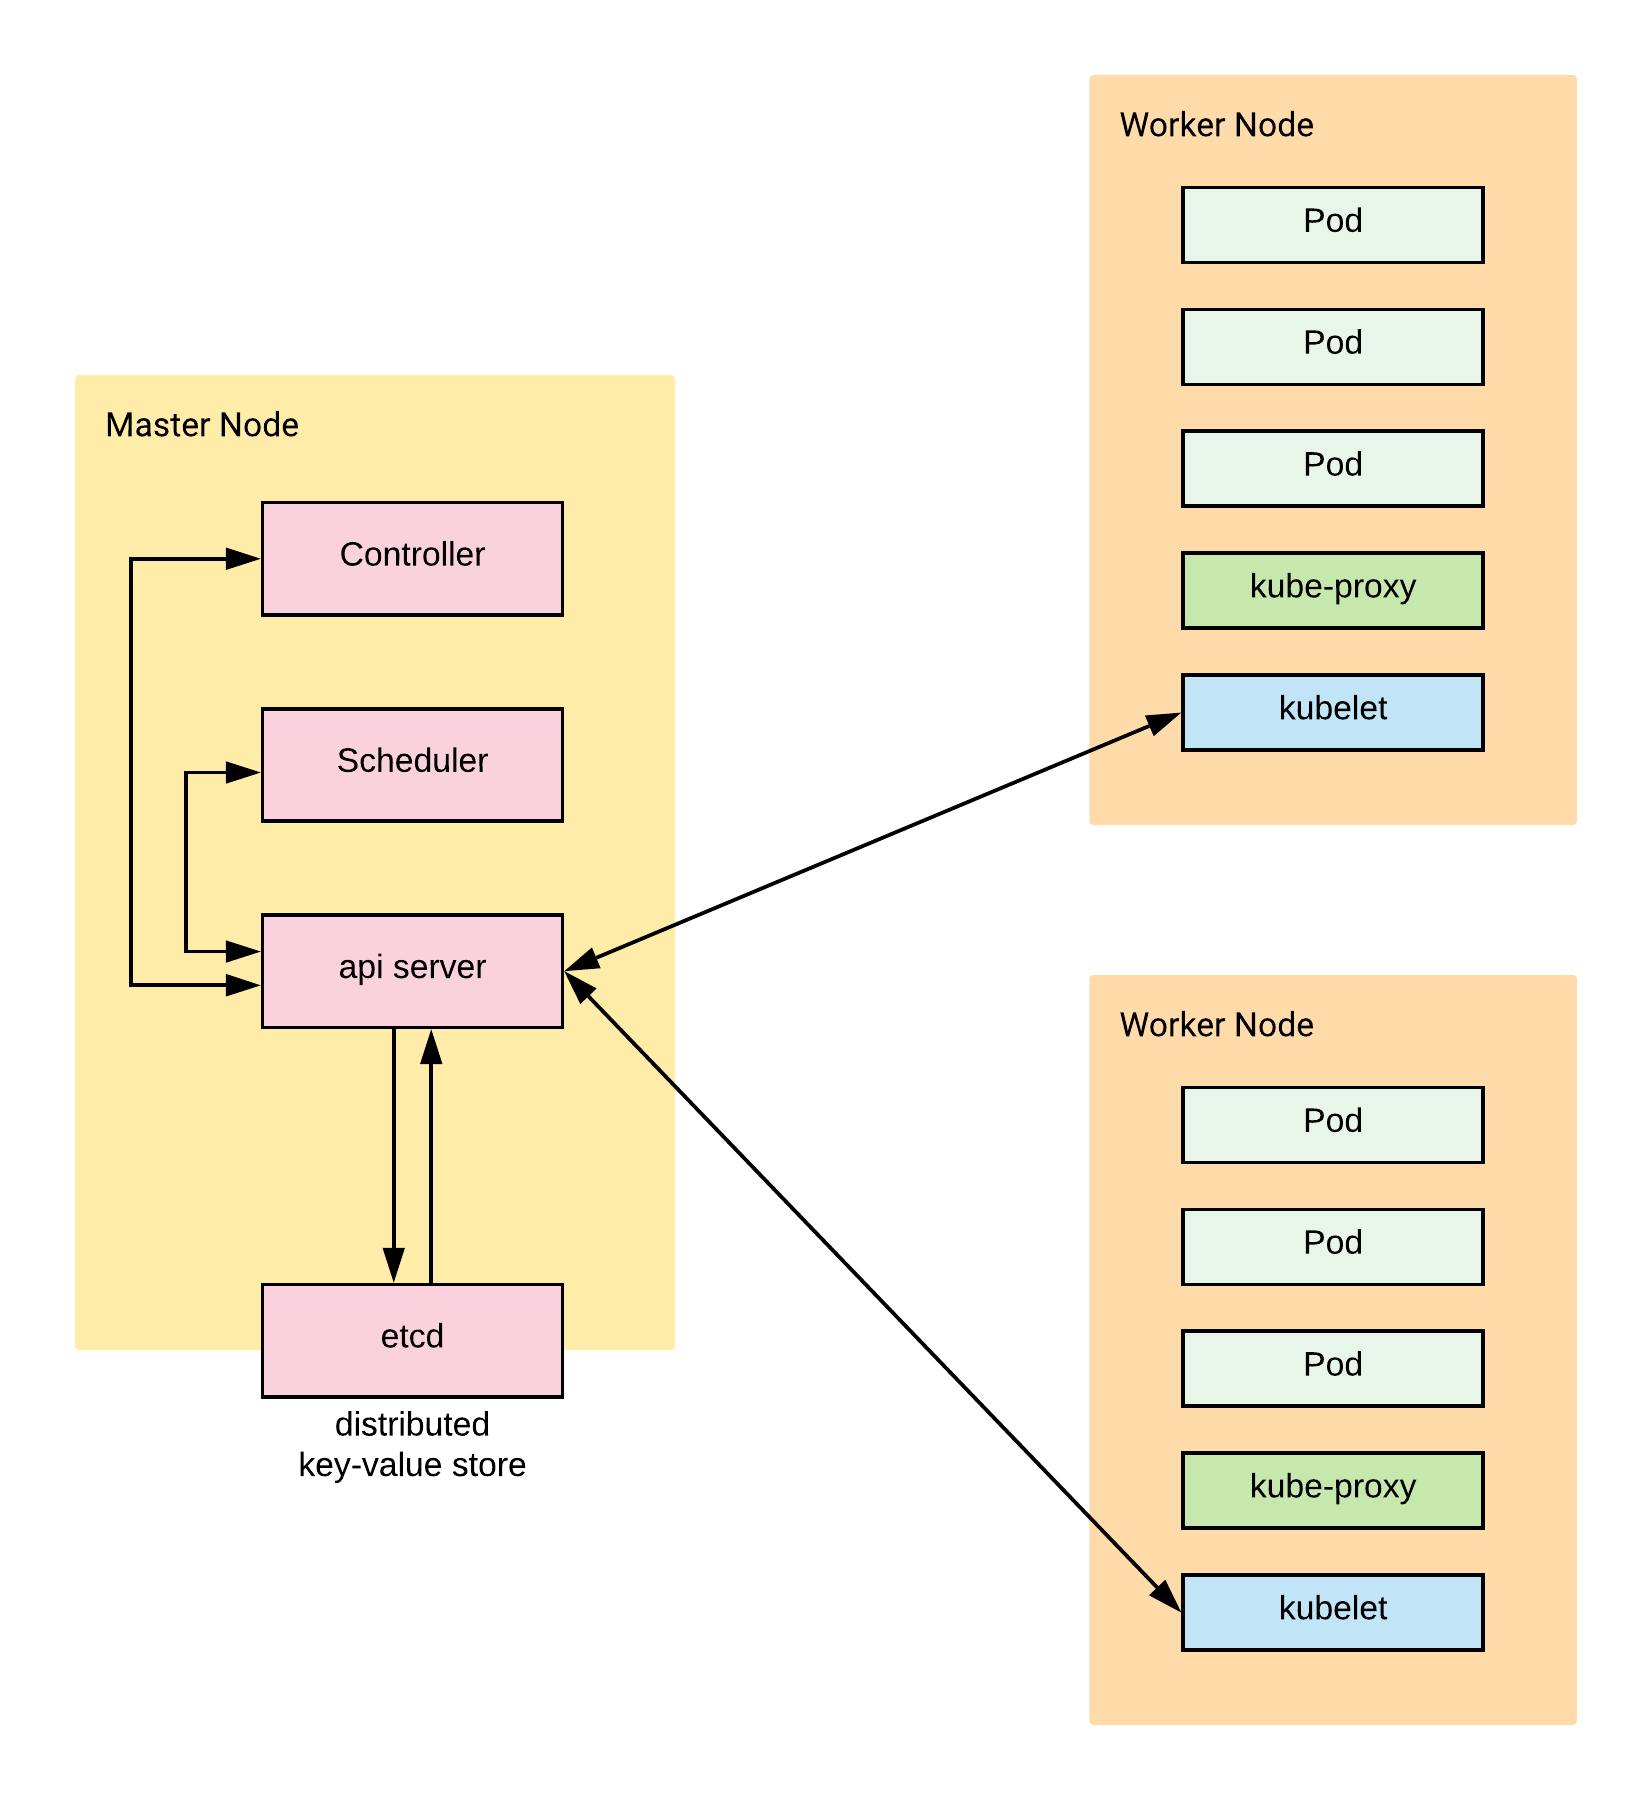 Master Node
Controller
Scheduler
api server
etcd
distributed
key-value store
Worker Node
Pod
Pod
Pod
kube-proxy
kubelet
Worker Node
Pod
Pod
Pod
kube-proxy
kubelet